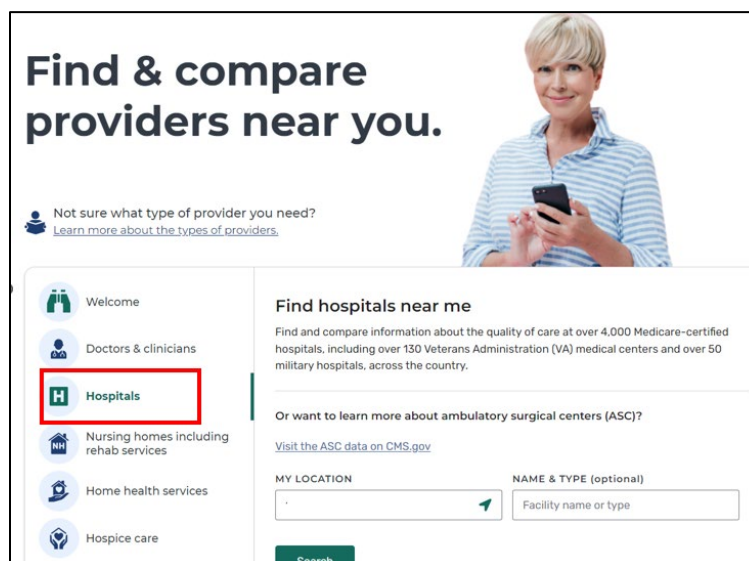 Find & compare
providers near you.
Not sure what type of provider you need?
Learn more about the types of providers.
Welcome
Doctors & clinicians
H
Hospitals
NH
Nursing homes including
rehab services
Home health services
Hospice care
Find hospitals near me
Find and compare information about the quality of care at over 4,000 Medicare-certified
hospitals, including over 130 Veterans Administration (VA) medical centers and over 50
military hospitals, across the country.
Or want to learn more about ambulatory surgical centers (ASC)?
Visit the ASC data on CMS.gov
MY LOCATION
NAME & TYPE (optional)
Facility name or type
Search